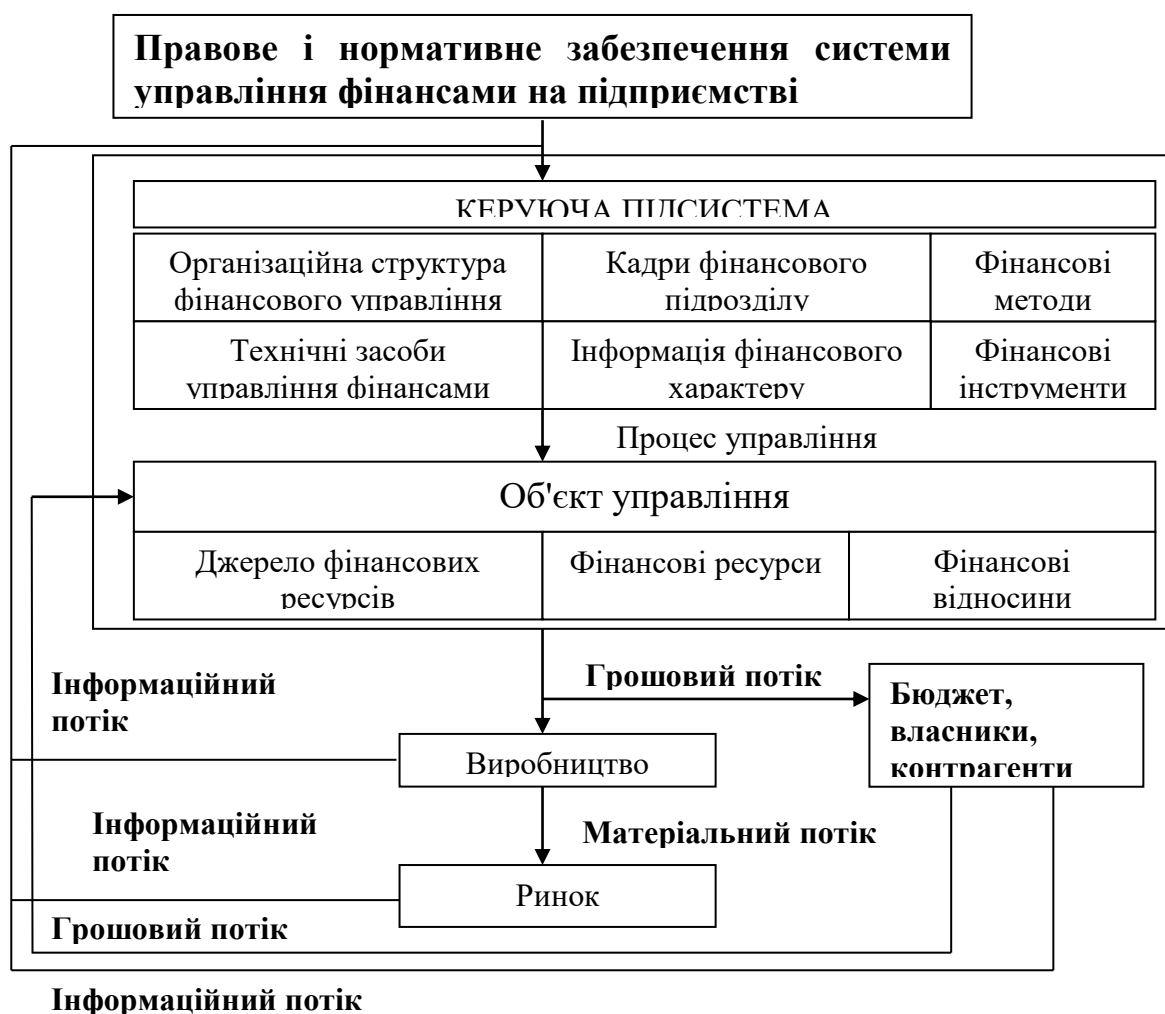 Правове і нормативне забезпечення системи
управління фінансами на підприємстві
КЕРУЮЧА ПІДСИСТЕМА
Організаційна структура
фінансового управління
Кадри фінансового
підрозділу
Фінансові
методи
Технічні засоби
управління фінансами
Інформація фінансового
характеру
Фінансові
інструменти
Процес управління
Об'єкт управління
Джерело фінансових
ресурсів
Фінансові ресурси
Фінансові
відносини
Інформаційний
потік
Грошовий потік
Бюджет,
власники,
контрагенти
Виробництво
Інформаційний
потік
Матеріальний потік
Ринок
Грошовий потік
Інформаційний потік